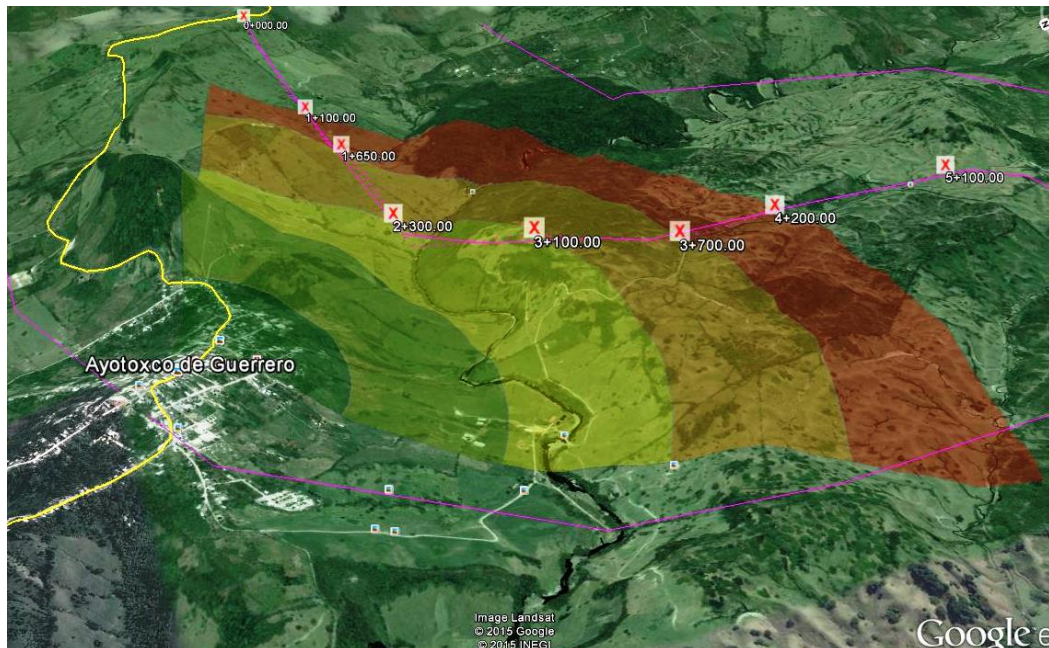 0+000.00
1+100.00
1+650.00
2+300.00
3+100.00
3+700.00
4+200.00
5+100.00
Ayotoxco de Guerrero
Image Landsat
© 2015 Google
© 2015 INEGI
Google e